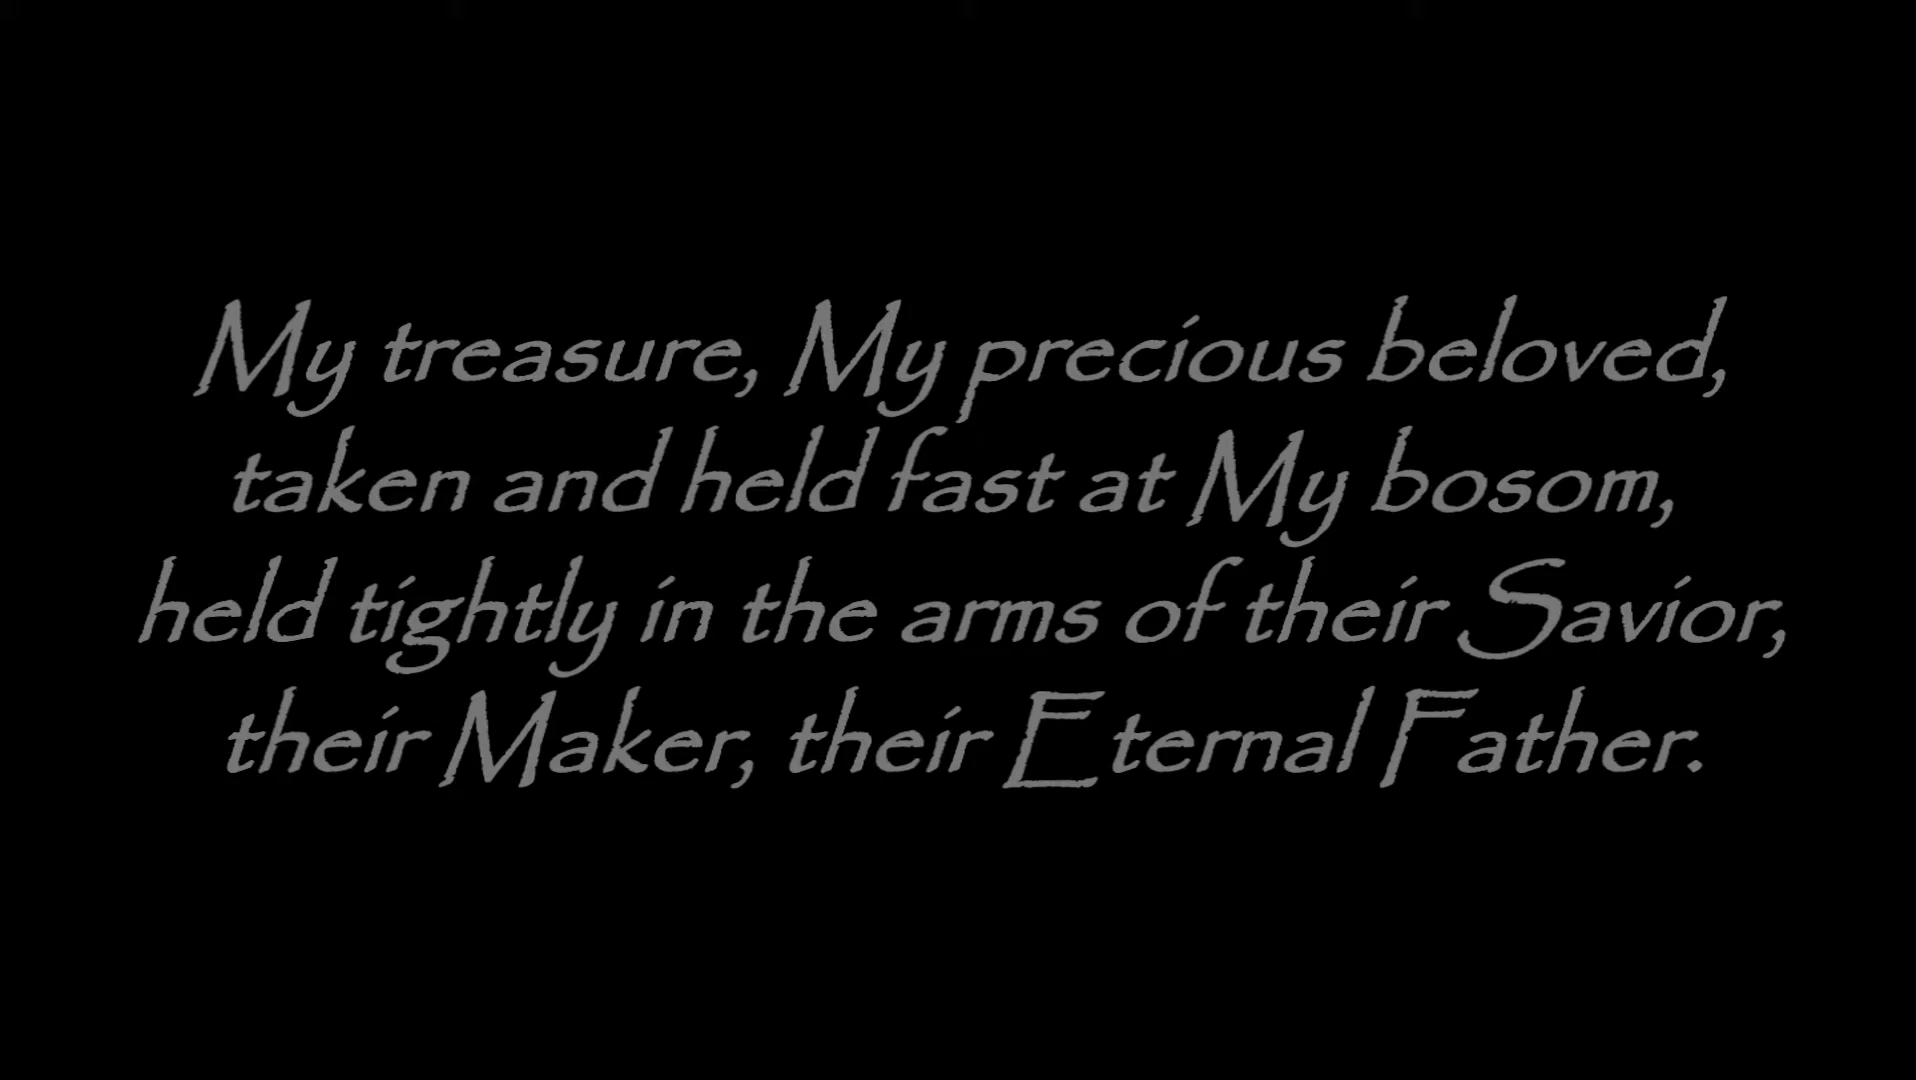 My treasure, My precious beloved,
taken and held fast at My bosom,
held tightly in the arms of their Savior,
their Maker, their Eternal Father.